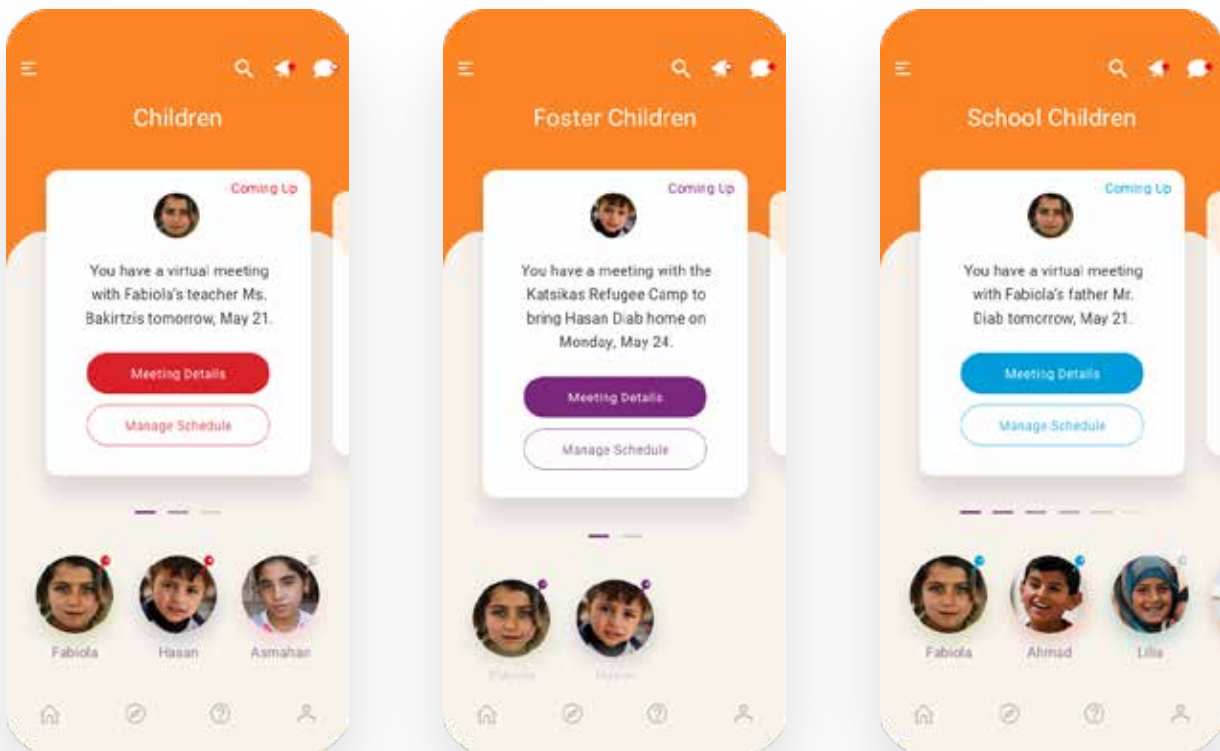 Children
Coming Up
You have a virtual meeting
with Fabiola's teacher Ms.
Bakirtzis tomorrow, May 21.
Meeting Details
Manage Schedule
Fabiola
Hasan
Asmahan
Foster Children
Coming Up
You have a meeting with the
Katsikas Refugee Camp to
bring Hasan Diab home on
Monday, May 24.
Meeting Details
Manage Schedule
Fabiola
Hasan
School Children
Coming Up
You have a virtual meeting
with Fabiola's father Mr.
Diab tomorrow, May 21.
Meeting Details
Manage Schedule
Fabiola
Ahmad
Lilia